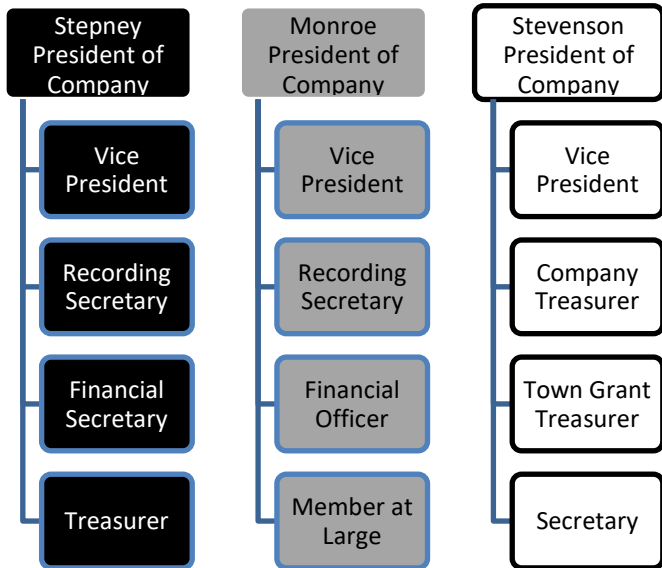 Stepney
President of
Company
Vice
President
Recording
Secretary
Financial
Secretary
Treasurer
Monroe
President of
Company
Vice
President
Recording
Secretary
Financial
Officer
Member at
Large
Stevenson
President of
Company
Vice
President
Company
Treasurer
Town Grant
Treasurer
Secretary